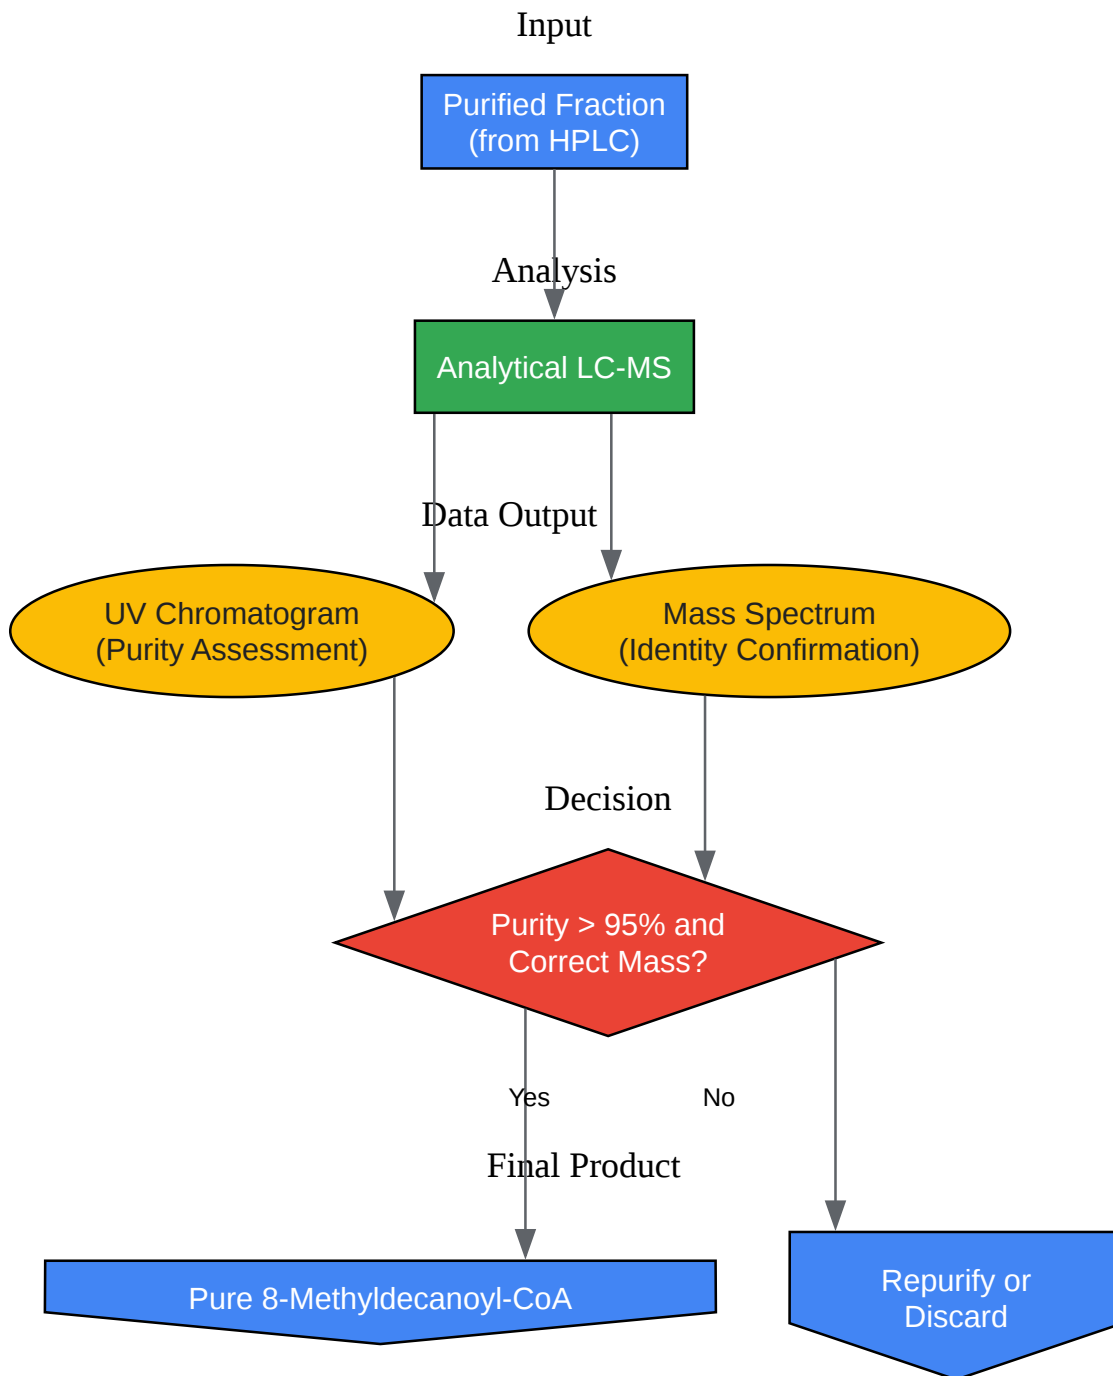 Input
Purified Fraction
(from HPLC)
Analysis
Analytical LC-MS
Data Output
UV Chromatogram
(Purity Assessment)
Mass Spectrum
(Identity Confirmation)
Decision
Purity > 95% and
Correct Mass?
Yes
No
Final Product
Pure 8-Methyldecanoyl-CoA
Repurify or
Discard